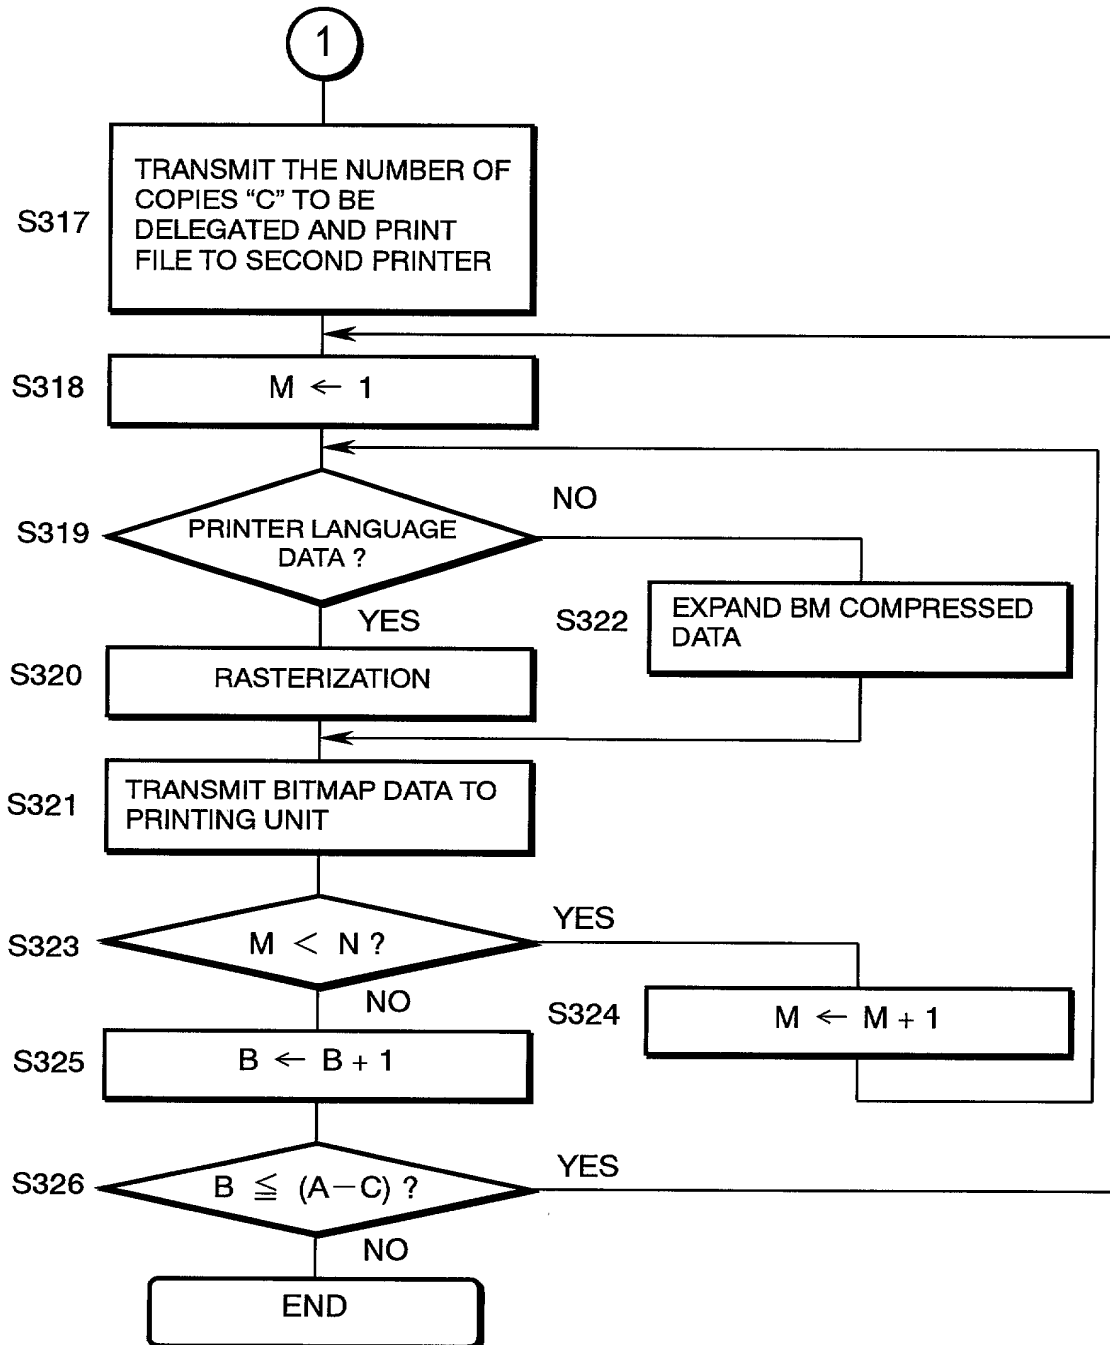 1
S317
TRANSMIT THE NUMBER OF
COPIES “C” TO BE
DELEGATED AND PRINT
FILE TO SECOND PRINTER
S318
M ← 1
S319
PRINTER LANGUAGE
DATA ?
NO
YES
S322
EXPAND BM COMPRESSED
DATA
S320
RASTERIZATION
S321
TRANSMIT BITMAP DATA TO
PRINTING UNIT
S323
M < N ?
YES
NO
S324
M ← M + 1
S325
B ← B + 1
S326
B ≦ (A−C) ?
YES
NO
END